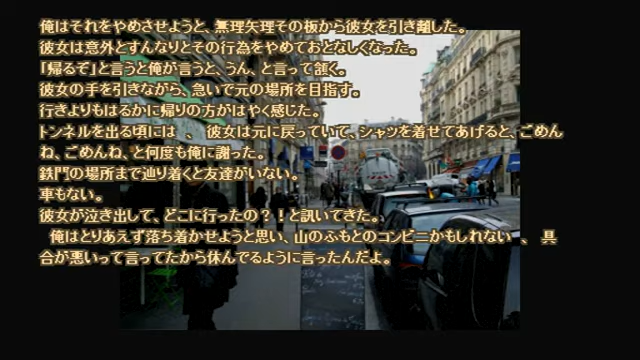 俺はそれをやめさせようと、無理矢理その板から彼女を引き離した。
彼女は意外とすんなりとその行為をやめておとなしくなった。
「帰るぞ」と言うと俺が言うと、うん、と言って頷く。
彼女の手を引きながら、急いで元の場所を目指す。
行きよりもはるかに帰りの方がはやく感じた。
トンネルを出る頃には 、 彼女は元に戻っていて、シャツを着せてあげると、ごめん
ね、ごめんね、と何度も俺に謝った。
鉄門の場所まで辿り着くと友達がいない。
車もない。
彼女が泣き出して、どこに行ったの？！と訊いてきた。
俺はとりあえず落ち着かせようと思い、山のふもとのコンビニかもしれない 、 具
合が悪いって言ってたから休んでるように言ったんだよ。